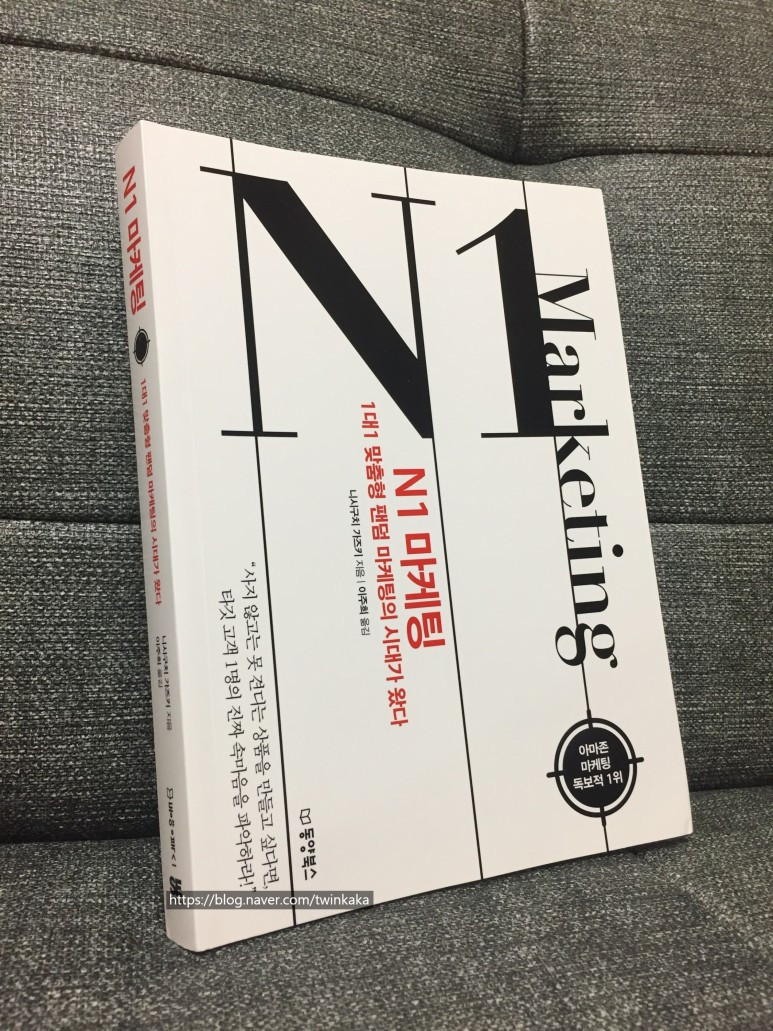 N1
Marketing
N1 마케팅
1대1 맞춤형 팬덤 마케팅의 시대가 왔다
니시구치 가즈키 지음 | 이주희 옮김
"사지 않고는 못 견디는 상품을 만들고 싶다면,
타깃 고객 1명의 진짜 속마음을 파악하라!"
아마존
마케팅
독보적 1위
동양북스
N1 마케팅
1대1 맞춤형 팬덤 마케팅의 시대가 왔다
니시구치 가즈키 지음
이주희 옮김
https://blog.naver.com/twinkaka